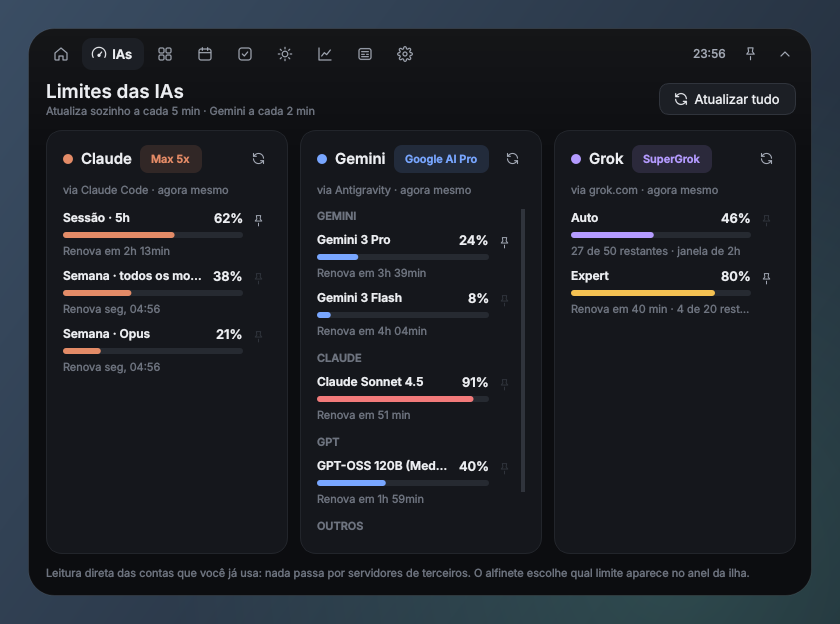 IAs
23:56
Limites das IAs
Atualiza sozinho a cada 5 min · Gemini a cada 2 min
Atualizar tudo
Claude
Max 5x
via Claude Code · agora mesmo
Sessão · 5h
62%
Renova em 2h 13min
Semana · todos os mo...
38%
Renova seg, 04:56
Semana · Opus
21%
Renova seg, 04:56
Gemini
Google AI Pro
via Antigravity · agora mesmo
GEMINI
Gemini 3 Pro
24%
Renova em 3h 39min
Gemini 3 Flash
8%
Renova em 4h 04min
CLAUDE
Claude Sonnet 4.5
91%
Renova em 51 min
GPT
GPT-OSS 120B (Med...
40%
Renova em 1h 59min
OUTROS
Grok
SuperGrok
via grok.com · agora mesmo
Auto
46%
27 de 50 restantes · janela de 2h
Expert
80%
Renova em 40 min · 4 de 20 rest...
Leitura direta das contas que você já usa: nada passa por servidores de terceiros. O alfinete escolhe qual limite aparece no anel da ilha.